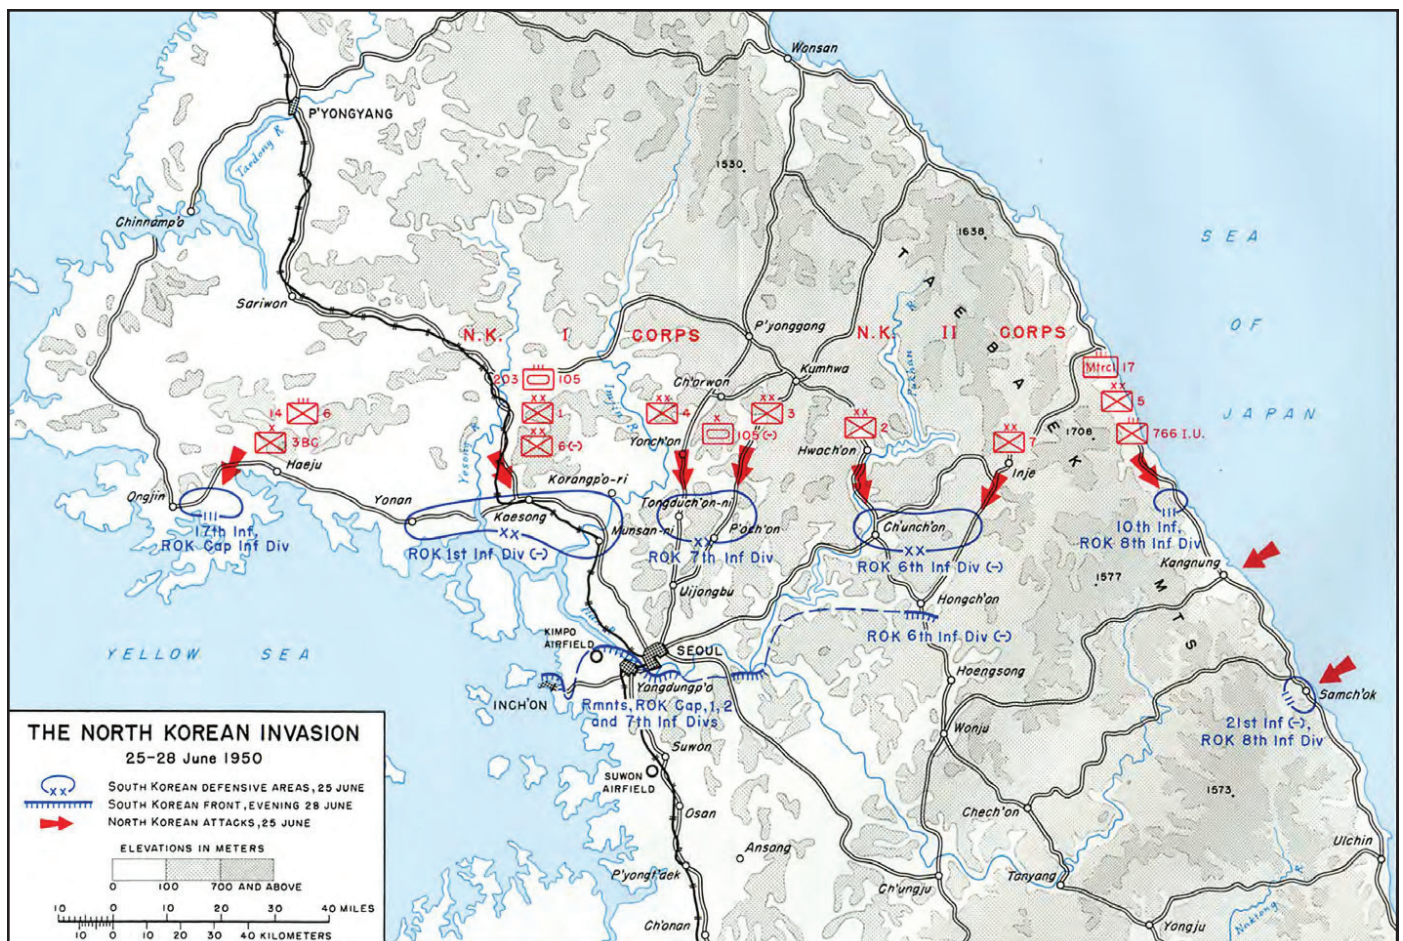 Wonsan
P'YONGYANG
Taedong R
1530
Chinnamp'o
1638
SEA
OF
JAPAN
TAEBAEK MTS
Sariwon
N.K. I CORPS
P'yonggang
N.K. II CORPS
Pukhan R
203 105
Kumhwa
Mtrcl 17
Ch'orwon
5
14 6
1
Imjin R
4
3
2
1708
3BC
6(-)
105(-)
7
766 I.U.
Yonch'on
Hwach'on
Yesong R
Haeju
Inje
Ongjin
Yonan
Korangp'o-ri
Kaesong
Tongduch'on-ni
17th Inf,
ROK Cap Inf Div
Munsan-ni
P'och'on
Ch'unch'on
10th Inf,
ROK 8th Inf Div
ROK 1st Inf Div (-)
ROK 7th Inf Div
ROK 6th Inf Div (-)
Kangnung
1577
Uijongbu
Hongch'on
Han R
ROK 6th Inf Div (-)
KIMPO
AIRFIELD
SEOUL
YELLOW SEA
Hoengsong
Yongdungp'o
INCH'ON
Rmnts, ROK Cap, 1, 2
and 7th Inf Divs
Samch'ok
21st Inf (-),
ROK 8th Inf Div
Wonju
Suwon
SUWON
AIRFIELD
1573
Osan
Chech'on
Ansong
Ulchin
P'yongt'aek
Ch'ungju
Tanyang
Naktong R
Ch'onan
Yongju
THE NORTH KOREAN INVASION
25-28 June 1950
SOUTH KOREAN DEFENSIVE AREAS, 25 JUNE
SOUTH KOREAN FRONT, EVENING 28 JUNE
NORTH KOREAN ATTACKS, 25 JUNE
ELEVATIONS IN METERS
0 100 700 AND ABOVE
10 0 10 20 30 40 MILES
10 0 10 20 40 KILOMETERS